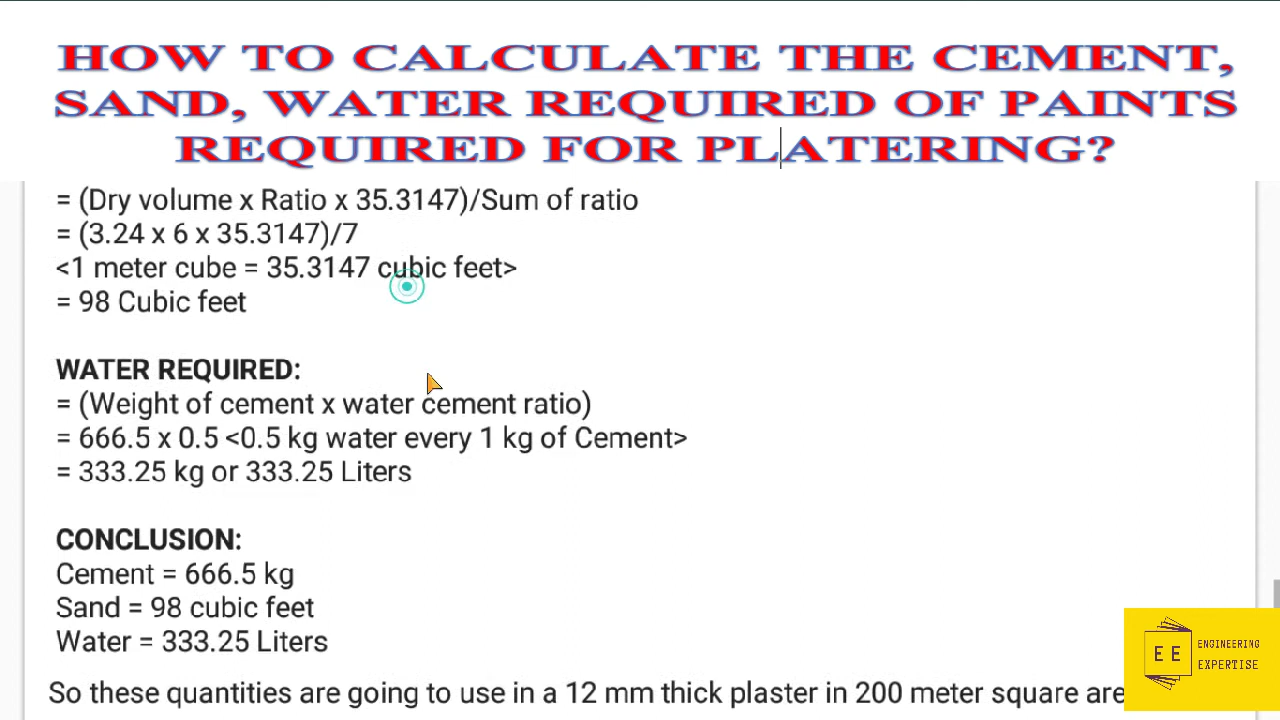 HOW TO CALCULATE THE CEMENT,
SAND, WATER REQUIRED OF PAINTS
REQUIRED FOR PLATERING?
= (Dry volume x Ratio x 35.3147)/Sum of ratio
= (3.24 x 6 x 35.3147)/7
<1 meter cube = 35.3147 cubic feet>
= 98 Cubic feet
WATER REQUIRED:
= (Weight of cement x water cement ratio)
= 666.5 x 0.5 <0.5 kg water every 1 kg of Cement>
= 333.25 kg or 333.25 Liters
CONCLUSION:
Cement = 666.5 kg
Sand = 98 cubic feet
Water = 333.25 Liters
So these quantities are going to use in a 12 mm thick plaster in 200 meter square are
E E
ENGINEERING
EXPERTISE